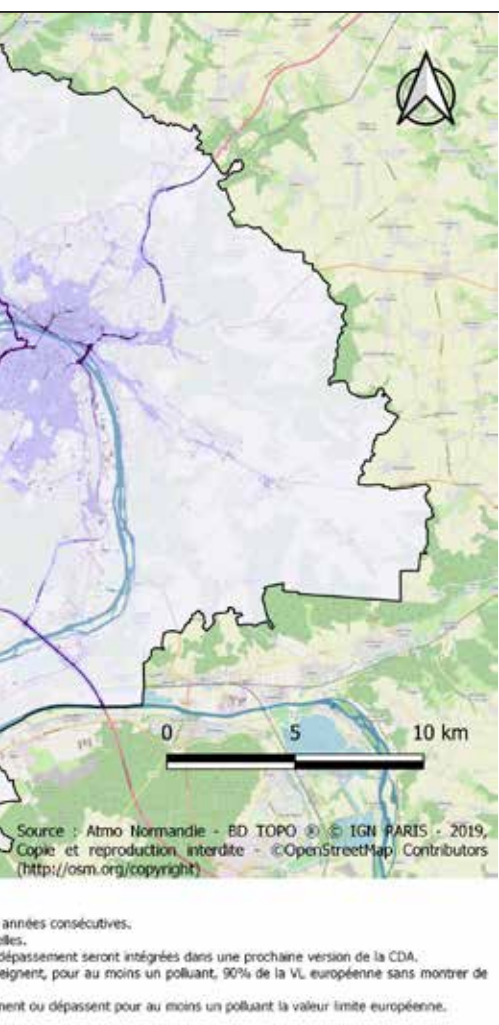 0 5 10 km
Source : Atmo Normandie - BD TOPO ® © IGN PARIS - 2019,
Copie et reproduction interdite - ©OpenStreetMap Contributors
(http://osm.org/copyright)
années consécutives.
elles.
dépassement seront intégrées dans une prochaine version de la CDA.
eignent, pour au moins un polluant, 90% de la VL européenne sans montrer de
ment ou dépassent pour au moins un polluant la valeur limite européenne.